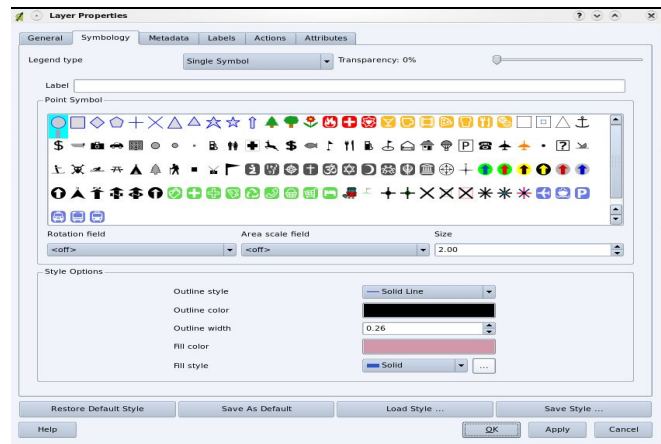 Layer Properties
General Symbology Metadata Labels Actions Attributes
Legend type Single Symbol Transparency: 0%
Label
Point Symbol
Rotation field Area scale field Size
<off> <off> 2.00
Style Options
Outline style Solid Line
Outline color
Outline width 0.26
Fill color
Fill style Solid ...
Restore Default Style Save As Default Load Style ... Save Style ...
Help OK Apply Cancel